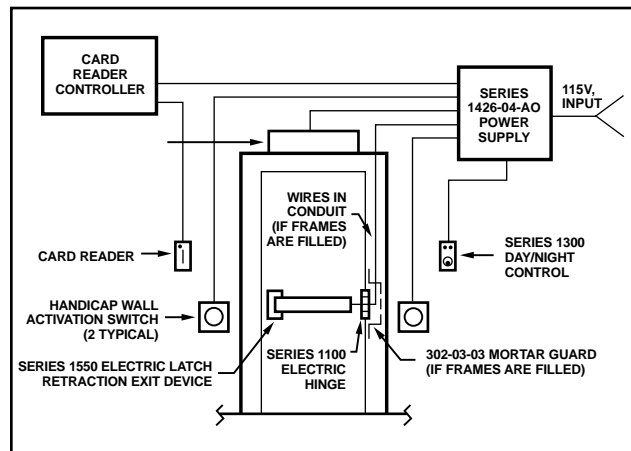 CARD
READER
CONTROLLER
SERIES
1426-04-AO
POWER
SUPPLY
115V,
INPUT
WIRES IN
CONDUIT
(IF FRAMES
ARE FILLED)
CARD READER
SERIES 1300
DAY/NIGHT
CONTROL
HANDICAP WALL
ACTIVATION SWITCH
(2 TYPICAL)
SERIES 1550 ELECTRIC LATCH
RETRACTION EXIT DEVICE
SERIES 1100
ELECTRIC
HINGE
302-03-03 MORTAR GUARD
(IF FRAMES ARE FILLED)